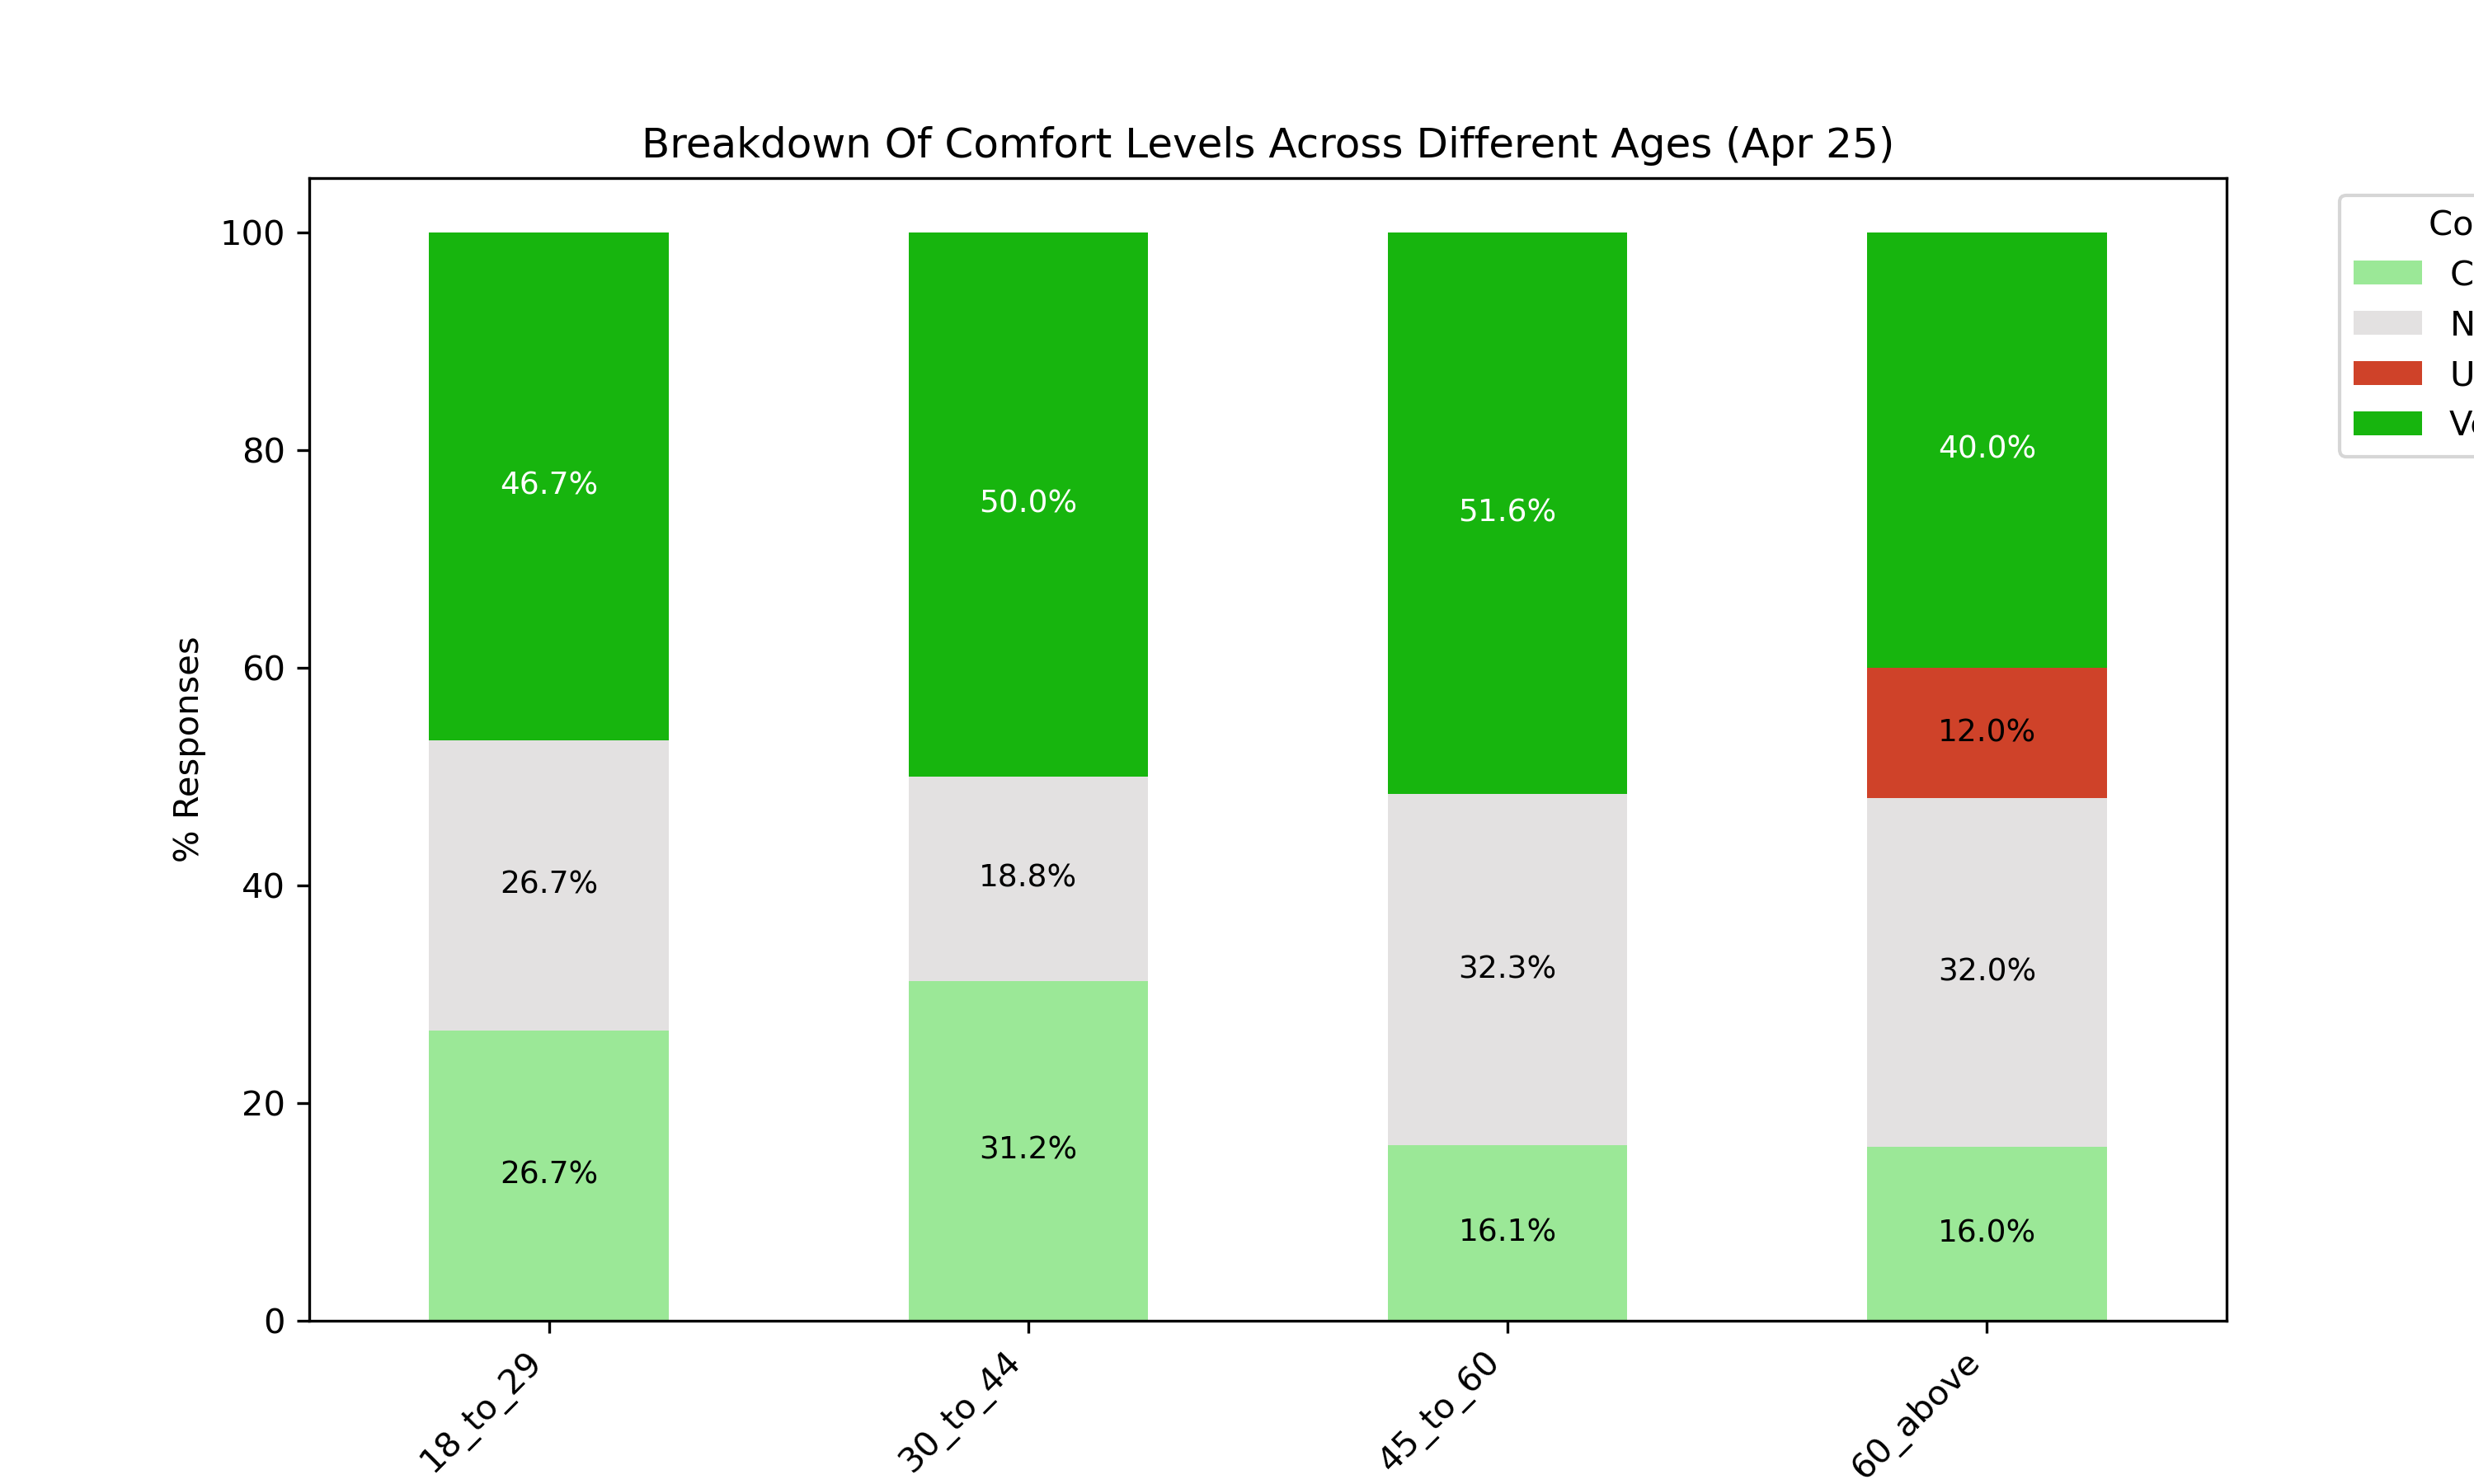 Breakdown Of Comfort Levels Across Different Ages (Apr 25)
% Responses
100
80
60
40
20
0
46.7%
26.7%
26.7%
50.0%
18.8%
31.2%
51.6%
32.3%
16.1%
40.0%
12.0%
32.0%
16.0%
18_to_29
30_to_44
45_to_60
60_above
Co
C
N
U